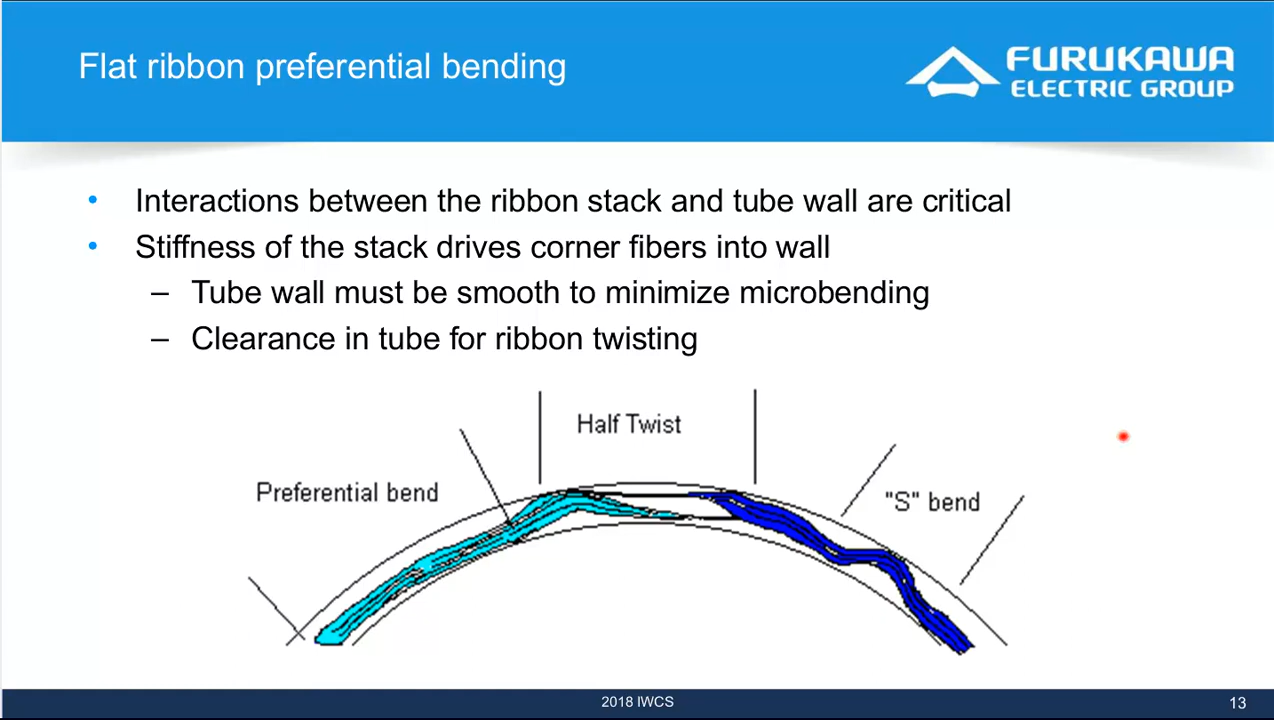 Flat ribbon preferential bending
FURUKAWA
ELECTRIC GROUP
• Interactions between the ribbon stack and tube wall are critical
• Stiffness of the stack drives corner fibers into wall
– Tube wall must be smooth to minimize microbending
– Clearance in tube for ribbon twisting
Half Twist
Preferential bend
"S" bend
2018 IWCS
13